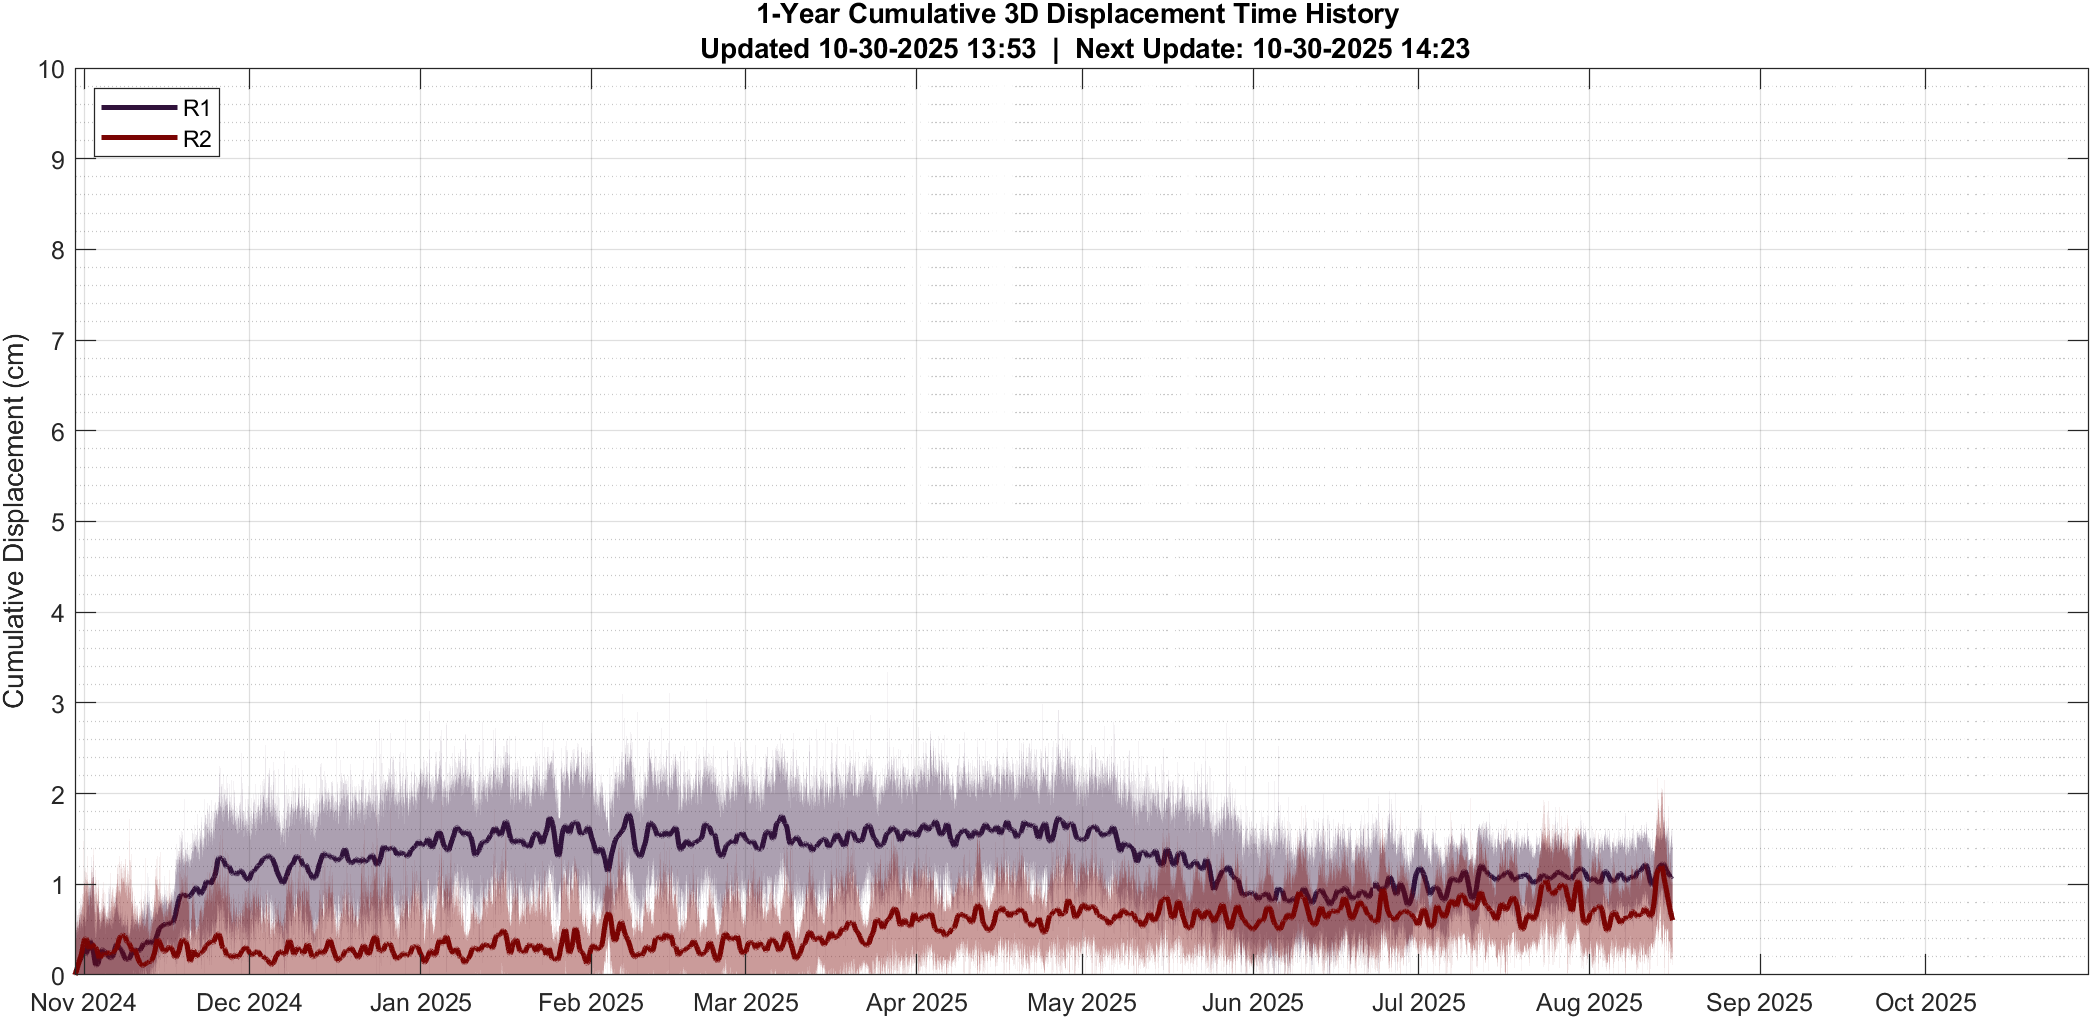 1-Year Cumulative 3D Displacement Time History
Updated 10-30-2025 13:53 | Next Update: 10-30-2025 14:23
R1
R2
Cumulative Displacement (cm)
10
9
8
7
6
5
4
3
2
1
0
Nov 2024 Dec 2024 Jan 2025 Feb 2025 Mar 2025 Apr 2025 May 2025 Jun 2025 Jul 2025 Aug 2025 Sep 2025 Oct 2025